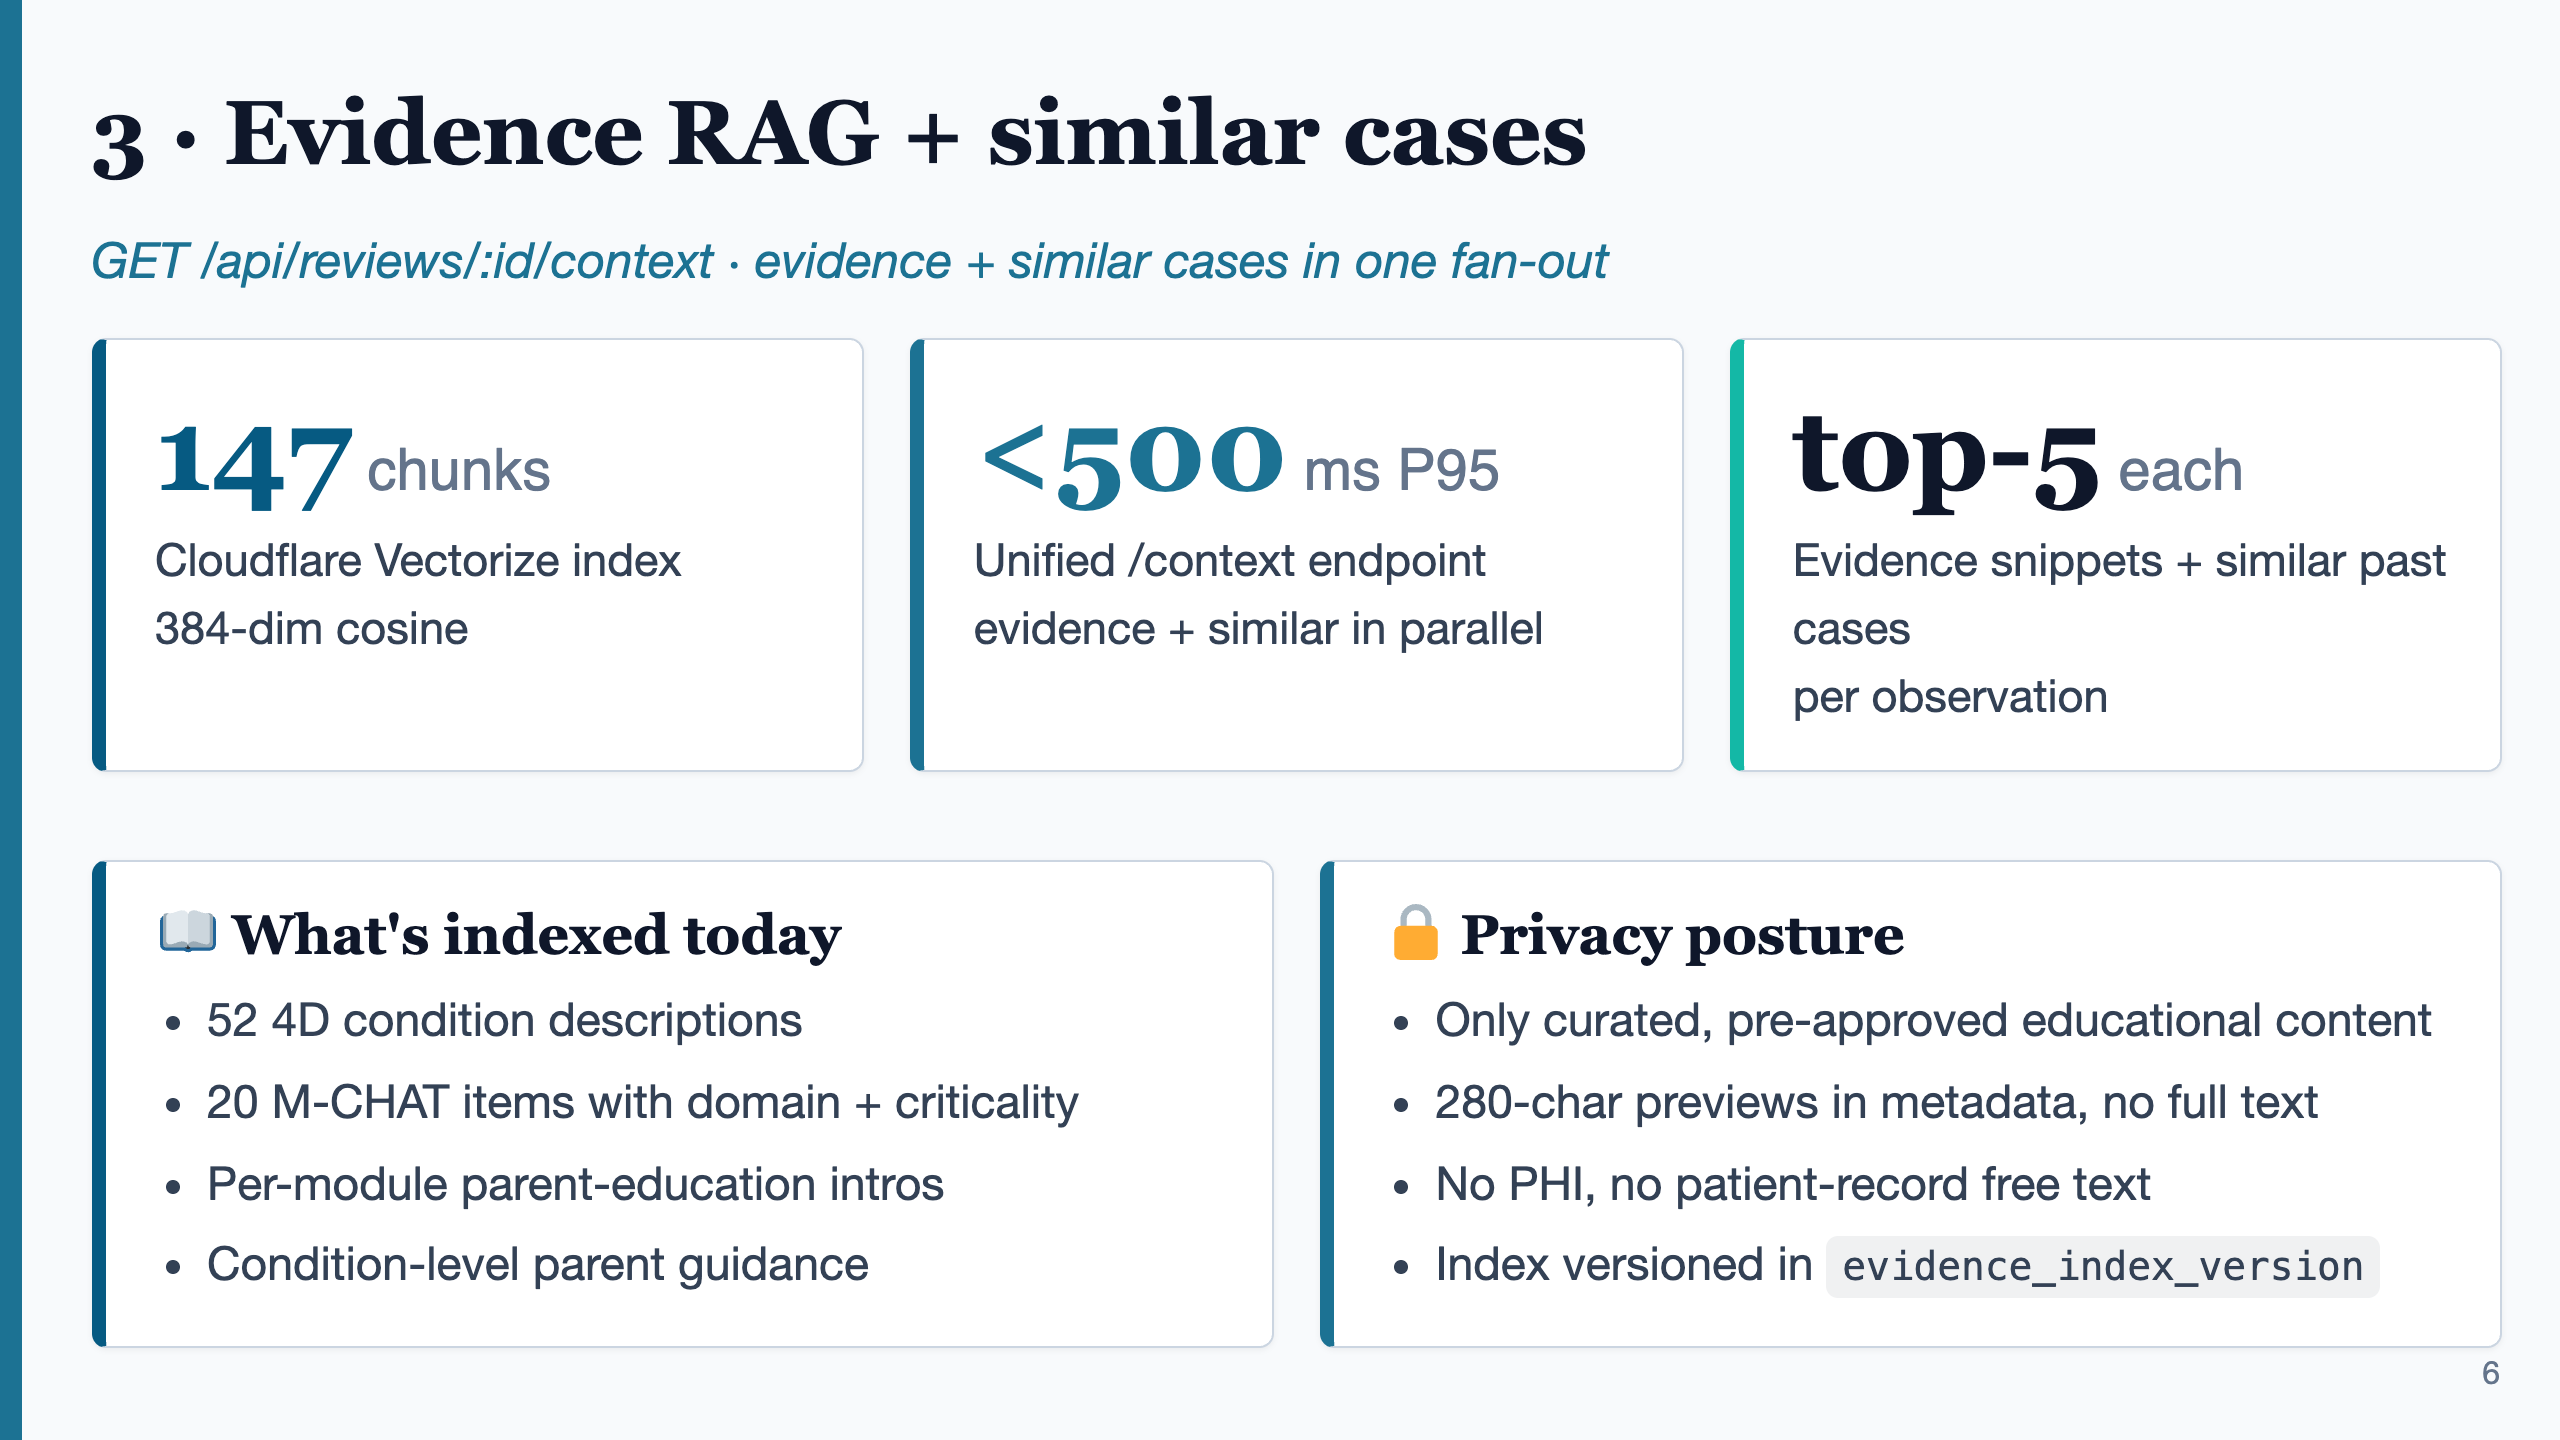 3 · Evidence RAG + similar cases
GET /api/reviews/:id/context · evidence + similar cases in one fan-out
147 chunks
Cloudflare Vectorize index
384-dim cosine
<500 ms P95
Unified /context endpoint
evidence + similar in parallel
top-5 each
Evidence snippets + similar past
cases
per observation
What's indexed today
• 52 4D condition descriptions
• 20 M-CHAT items with domain + criticality
• Per-module parent-education intros
• Condition-level parent guidance
Privacy posture
• Only curated, pre-approved educational content
• 280-char previews in metadata, no full text
• No PHI, no patient-record free text
• Index versioned in evidence_index_version
6